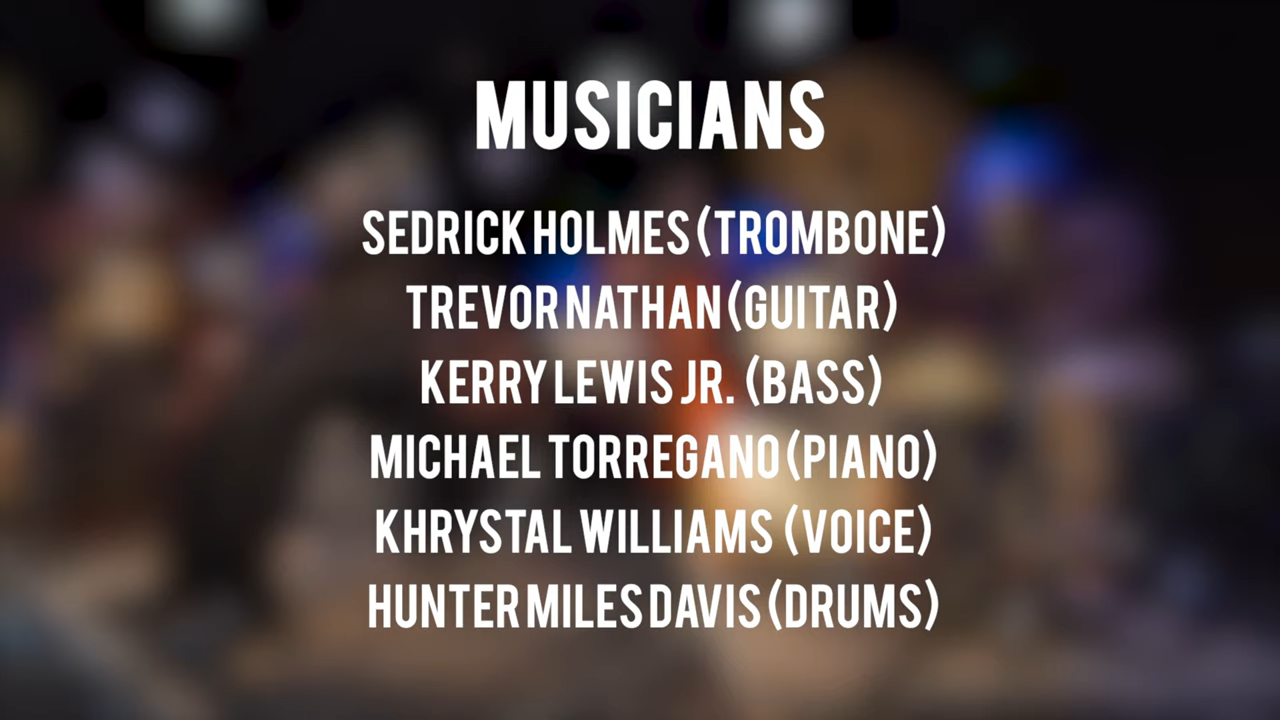 MUSICIANS
SEDRICK HOLMES (TROMBONE)
TREVOR NATHAN (GUITAR)
KERRY LEWIS JR. (BASS)
MICHAEL TORREGANO (PIANO)
KHRYSTAL WILLIAMS (VOICE)
HUNTER MILES DAVIS (DRUMS)